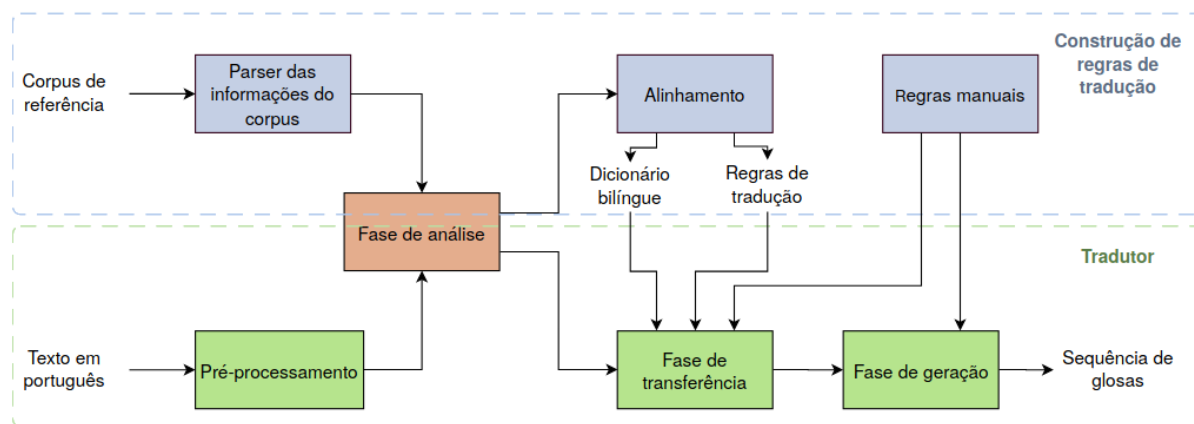 Construção de
regras de
tradução
Corpus de
referência
Parser das
informações do
corpus
Alinhamento
Regras manuais
Dicionário
bilíngue
Regras de
tradução
Fase de análise
Tradutor
Texto em
português
Pré-processamento
Fase de
transferência
Fase de geração
Sequência de
glosas